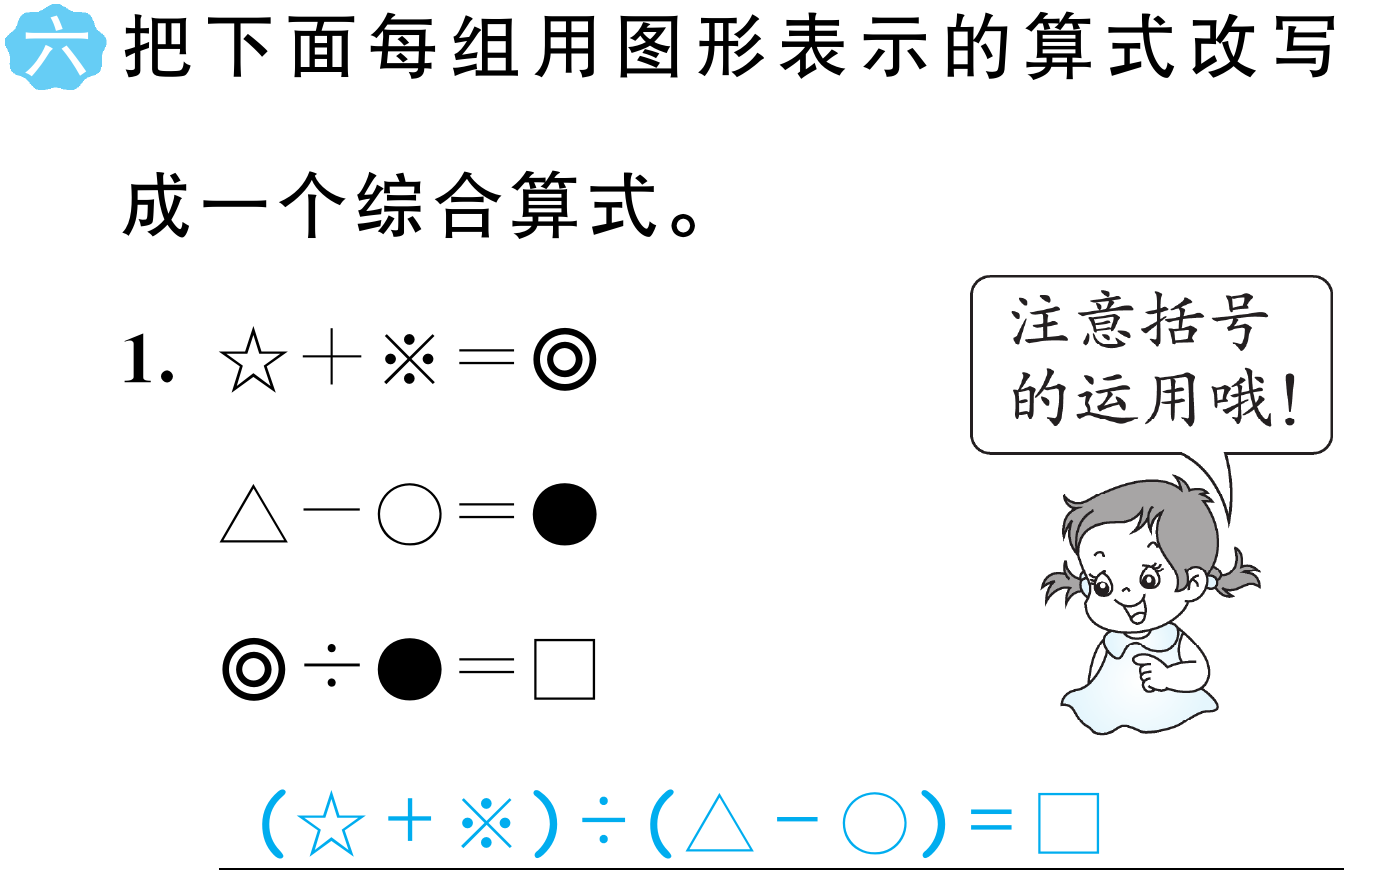 六 把下面每组用图形表示的算式改写
成一个综合算式。
1. ☆＋※＝◎
△－○＝●
◎÷●＝□
注意括号
的运用哦！
(☆＋※)÷(△－○)＝□